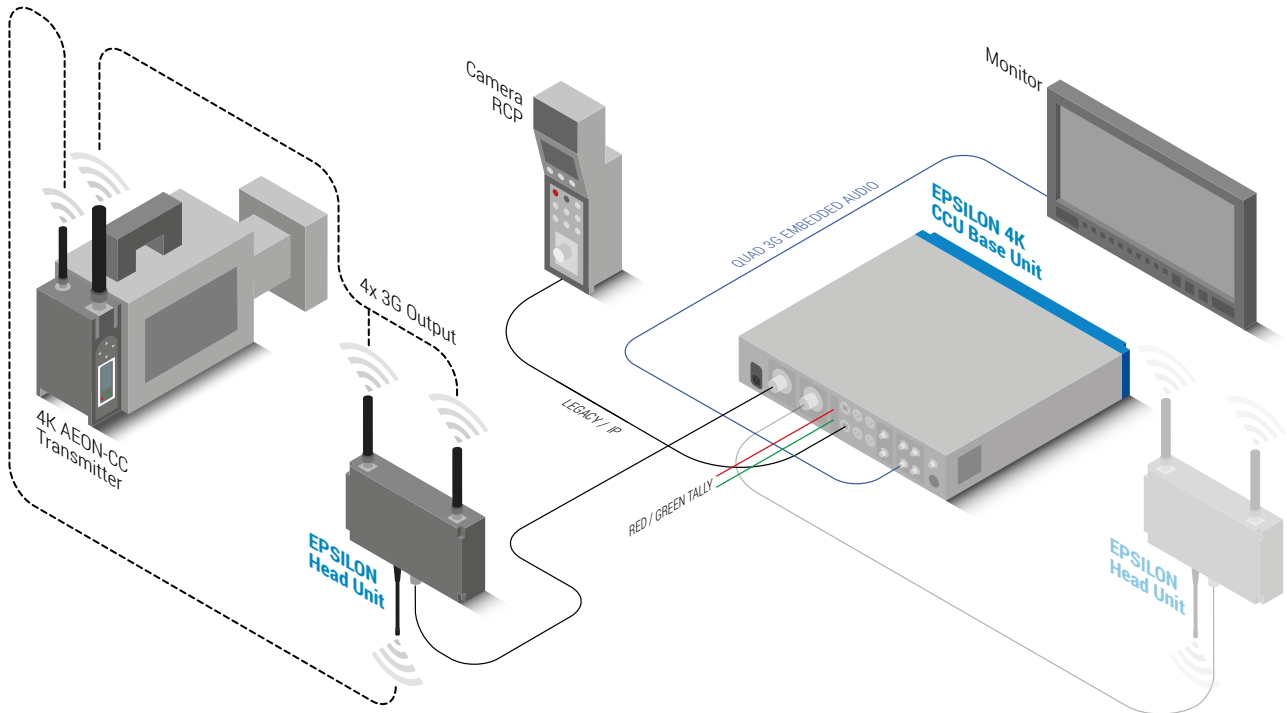 Camera
RCP
Monitor
QUAD 3G EMBEDDED AUDIO
EPSILON 4K
CCU Base Unit
4x 3G Output
LEGACY / IP
4K AEON-CC
Transmitter
RED / GREEN TALLY
EPSILON
Head Unit
EPSILON
Head Unit